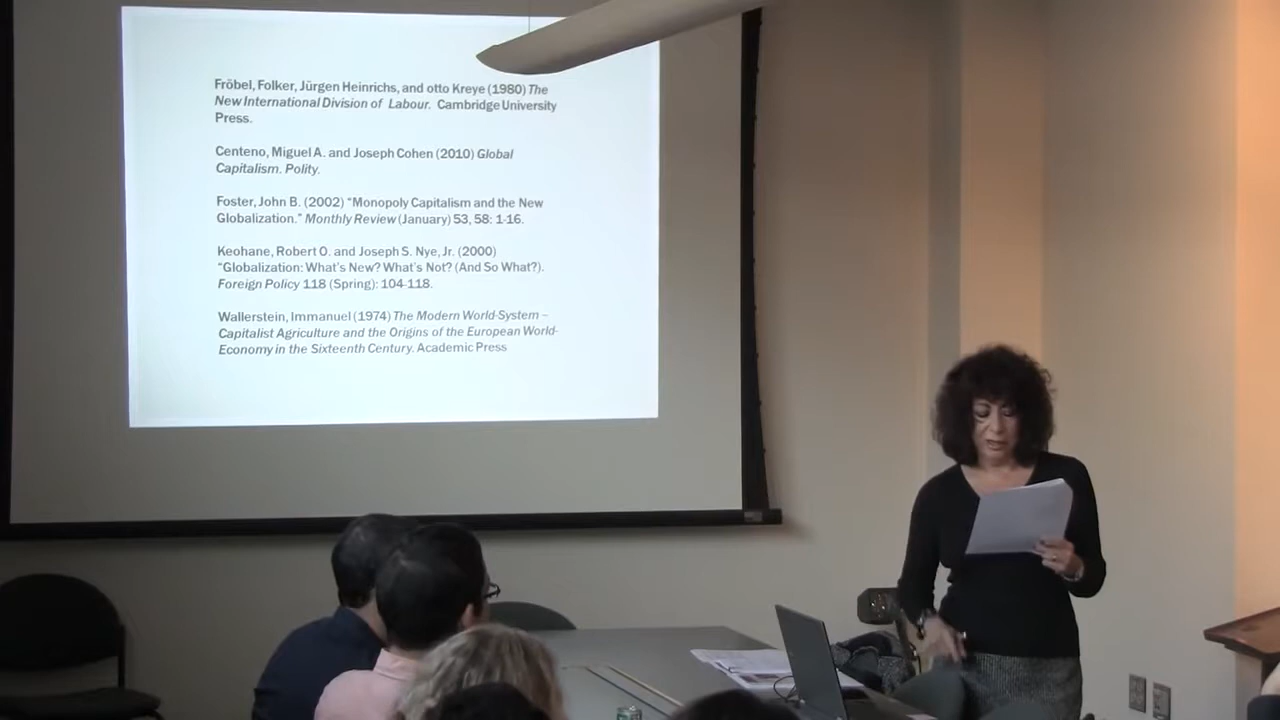 Fröbel, Folker, Jürgen Heinrichs, and otto Kreye (1980) The
New International Division of Labour. Cambridge University
Press.
Centeno, Miguel A. and Joseph Cohen (2010) Global
Capitalism. Polity.
Foster, John B. (2002) “Monopoly Capitalism and the New
Globalization.” Monthly Review (January) 53, 58: 1-16.
Keohane, Robert O. and Joseph S. Nye, Jr. (2000)
“Globalization: What’s New? What’s Not? (And So What?).
Foreign Policy 118 (Spring): 104-118.
Wallerstein, Immanuel (1974) The Modern World-System –
Capitalist Agriculture and the Origins of the European World-
Economy in the Sixteenth Century. Academic Press